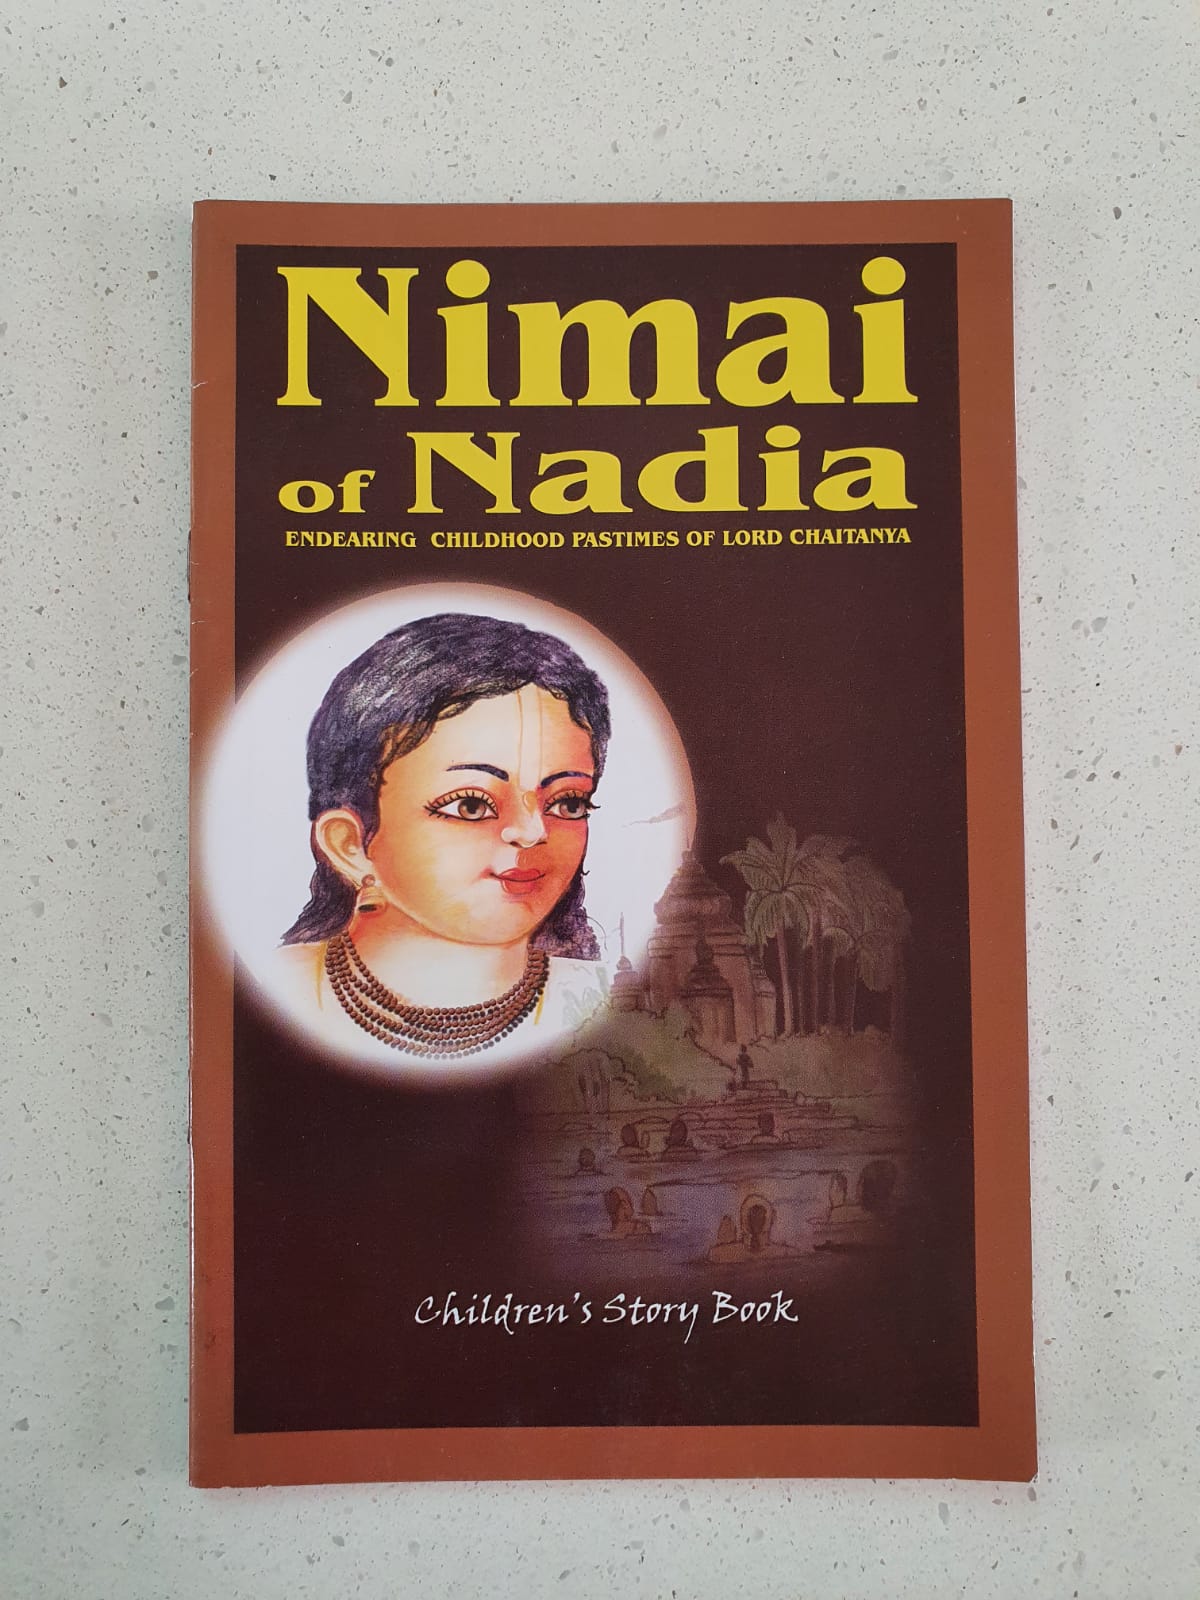 Nimai
of Nadia
ENDEARING CHILDHOOD PASTIMES OF LORD CHAITANYA
Children's Story Book